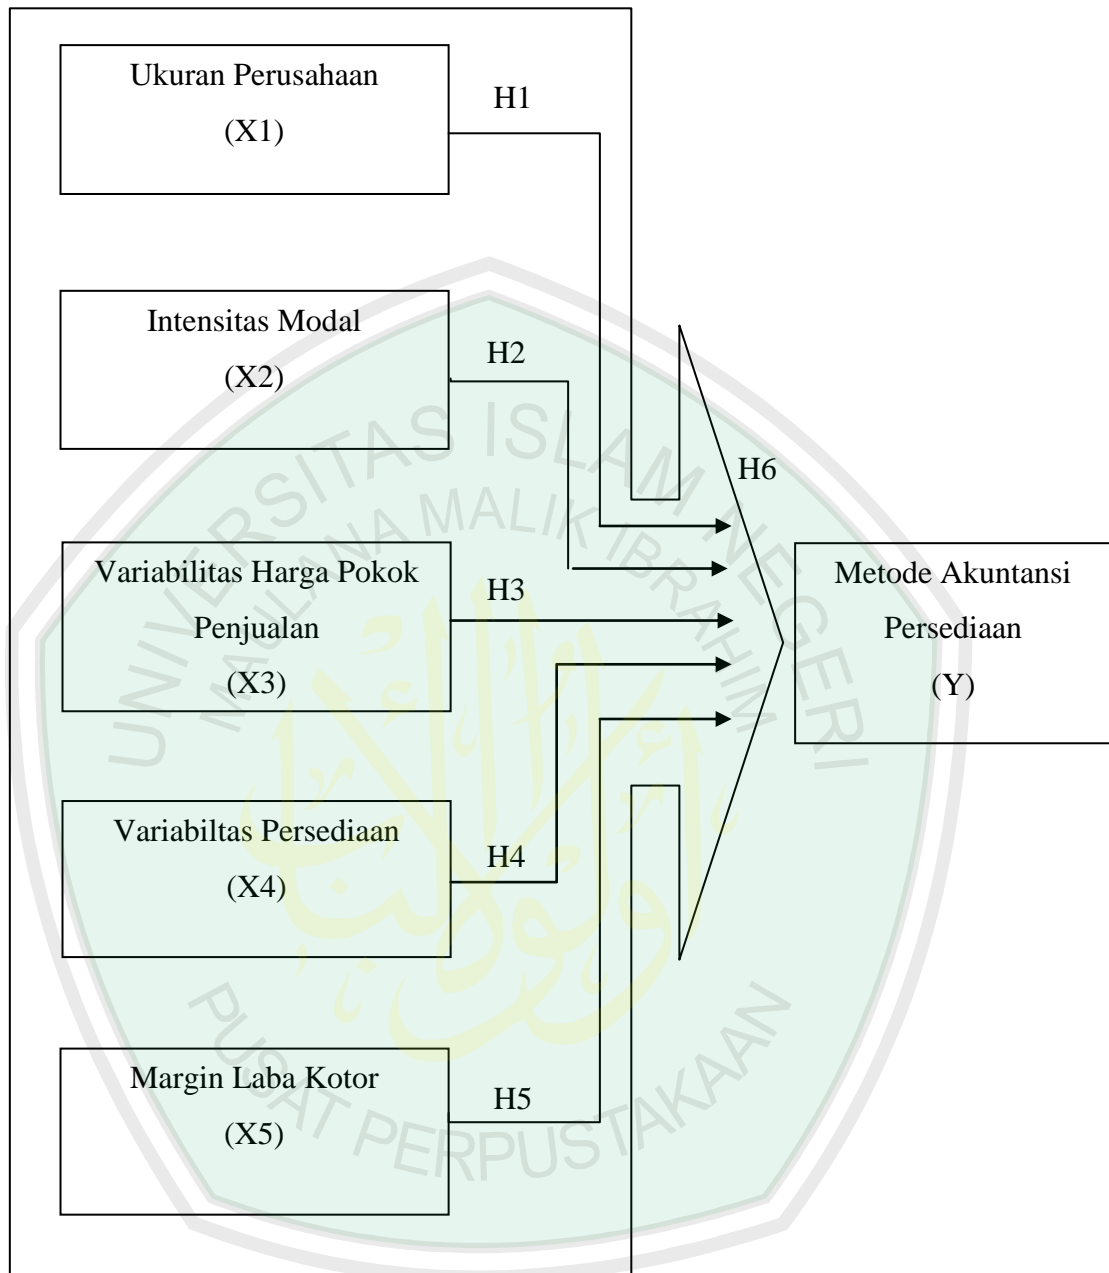 Ukuran Perusahaan
(X1)
H1
Intensitas Modal
(X2)
H2
H6
Variabilitas Harga Pokok
Penjualan
(X3)
H3
Metode Akuntansi
Persediaan
(Y)
Variabiltas Persediaan
(X4)
H4
Margin Laba Kotor
(X5)
H5
UNIVERSITAS ISLAM NEGERI
MAULANA MALIK IBRAHIM
PUSAT PERPUSTAKAAN